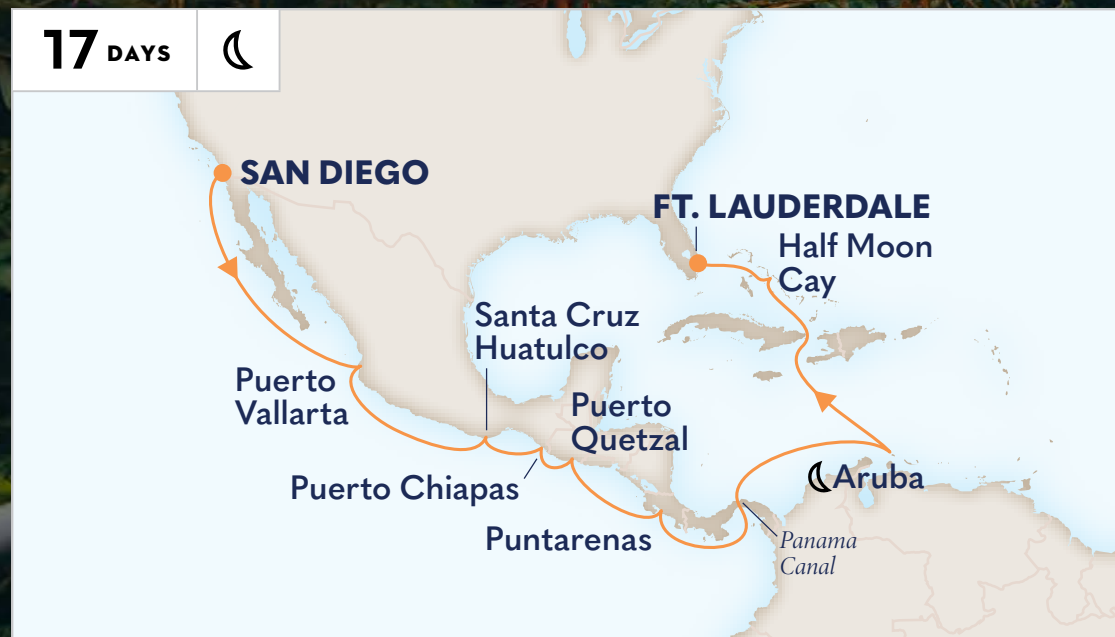 17 DAYS
SAN DIEGO
FT. LAUDERDALE
Half Moon
Cay
Santa Cruz
Huatulco
Puerto
Vallarta
Puerto
Quetzal
Puerto Chiapas
Aruba
Puntarenas
Panama
Canal